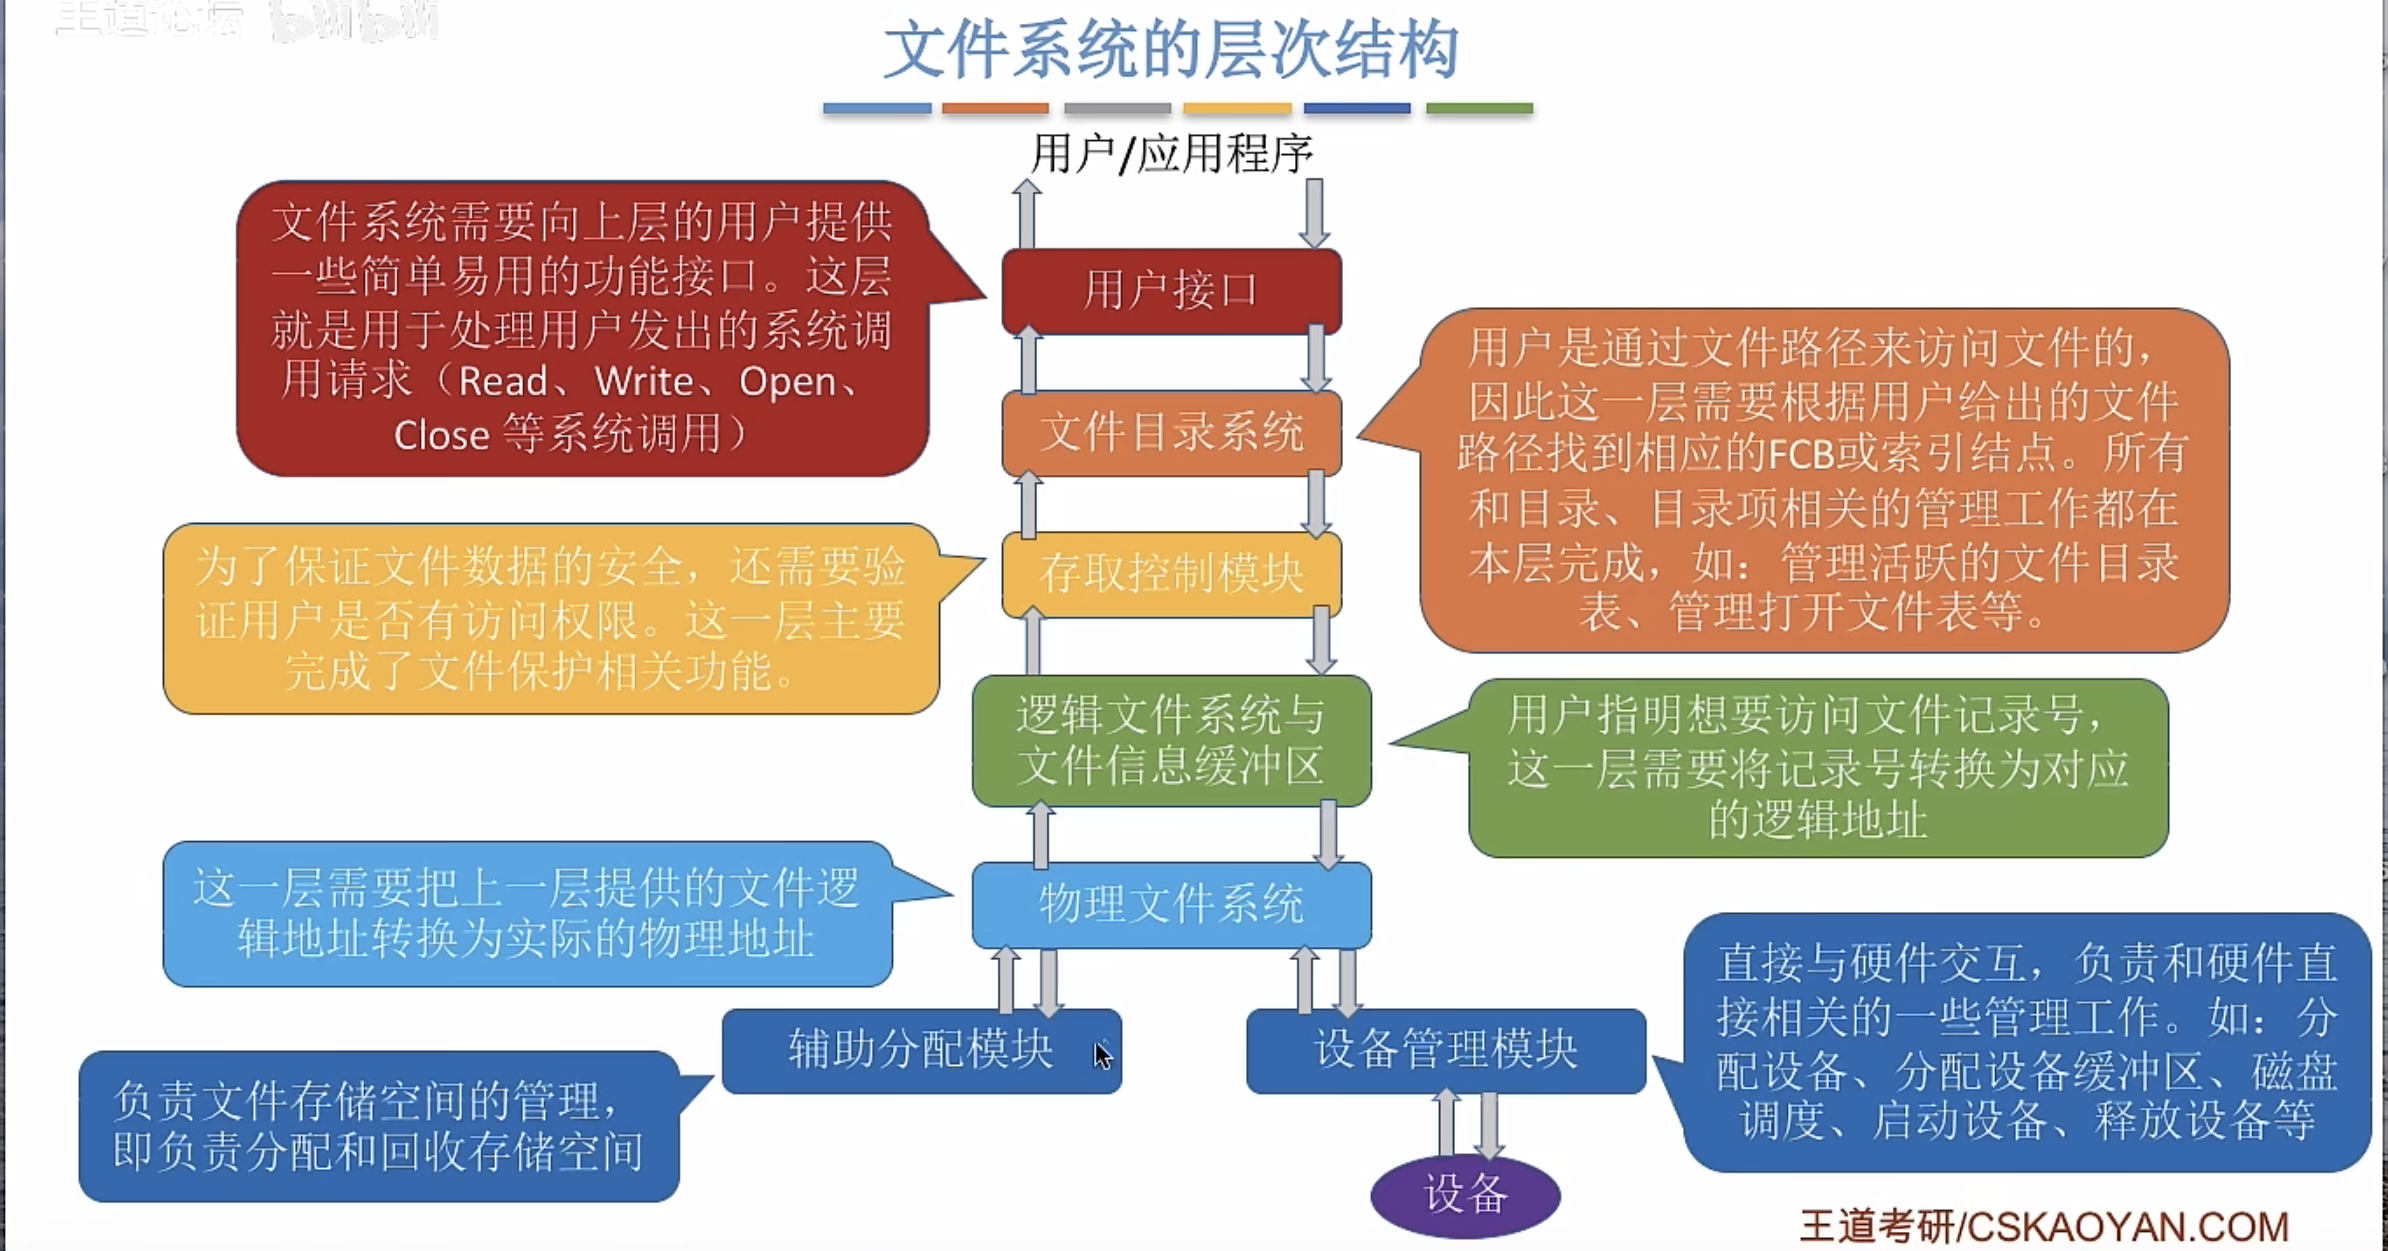 王道论坛 bilibili
文件系统的层次结构
用户/应用程序
文件系统需要向上层的用户提供
一些简单易用的功能接口。这层
就是用于处理用户发出的系统调
用请求（Read、Write、Open、
Close 等系统调用）
用户接口
文件目录系统
用户是通过文件路径来访问文件的，
因此这一层需要根据用户给出的文件
路径找到相应的FCB或索引结点。所有
和目录、目录项相关的管理工作都在
本层完成，如：管理活跃的文件目录
表、管理打开文件表等。
为了保证文件数据的安全，还需要验
证用户是否有访问权限。这一层主要
完成了文件保护相关功能。
存取控制模块
逻辑文件系统与
文件信息缓冲区
用户指明想要访问文件记录号，
这一层需要将记录号转换为对应
的逻辑地址
这一层需要把上一层提供的文件逻
辑地址转换为实际的物理地址
物理文件系统
辅助分配模块
负责文件存储空间的管理，
即负责分配和回收存储空间
设备管理模块
直接与硬件交互，负责和硬件直
接相关的一些管理工作。如：分
配设备、分配设备缓冲区、磁盘
调度、启动设备、释放设备等
设备
王道考研/CSKAOYAN.COM